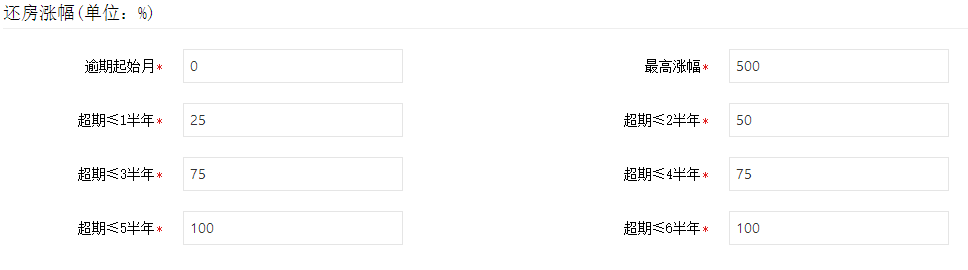 还房涨幅(单位：%)
逾期起始月* 0 最高涨幅* 500
超期≤1半年* 25 超期≤2半年* 50
超期≤3半年* 75 超期≤4半年* 75
超期≤5半年* 100 超期≤6半年* 100